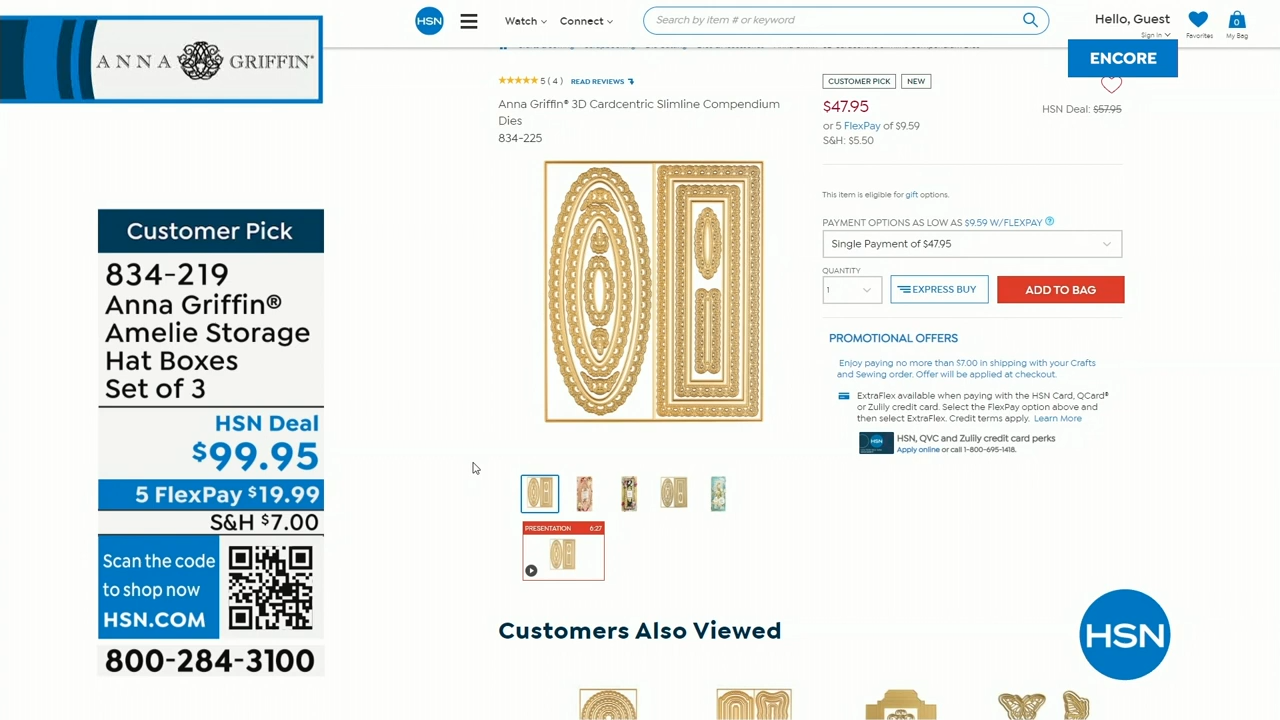 ANNA GRIFFIN®
Customer Pick
834-219
Anna Griffin®
Amelie Storage
Hat Boxes
Set of 3
HSN Deal
$99.95
5 FlexPay $19.99
S&H $7.00
Scan the code
to shop now
HSN.COM
800-284-3100
HSN
Watch
Connect
Search by item # or keyword
Hello, Guest
Sign in
Favorites
0
My Bag
ENCORE
5 ( 4 ) READ REVIEWS
Anna Griffin® 3D Cardcentric Slimline Compendium
Dies
834-225
CUSTOMER PICK NEW
$47.95
HSN Deal: $57.95
or 5 FlexPay of $9.59
S&H: $5.50
This item is eligible for gift options.
PAYMENT OPTIONS AS LOW AS $9.59 W/FLEXPAY ?
Single Payment of $47.95
QUANTITY
1
EXPRESS BUY
ADD TO BAG
PROMOTIONAL OFFERS
Enjoy paying no more than $7.00 in shipping with your Crafts
and Sewing order. Offer will be applied at checkout.
ExtraFlex available when paying with the HSN Card, QCard®
or Zulily credit card. Select the FlexPay option above and
then select ExtraFlex. Credit terms apply. Learn More
HSN
HSN, QVC and Zulily credit card perks
Apply online or call 1-800-695-1418.
PRESENTATION 6:27
Customers Also Viewed
HSN